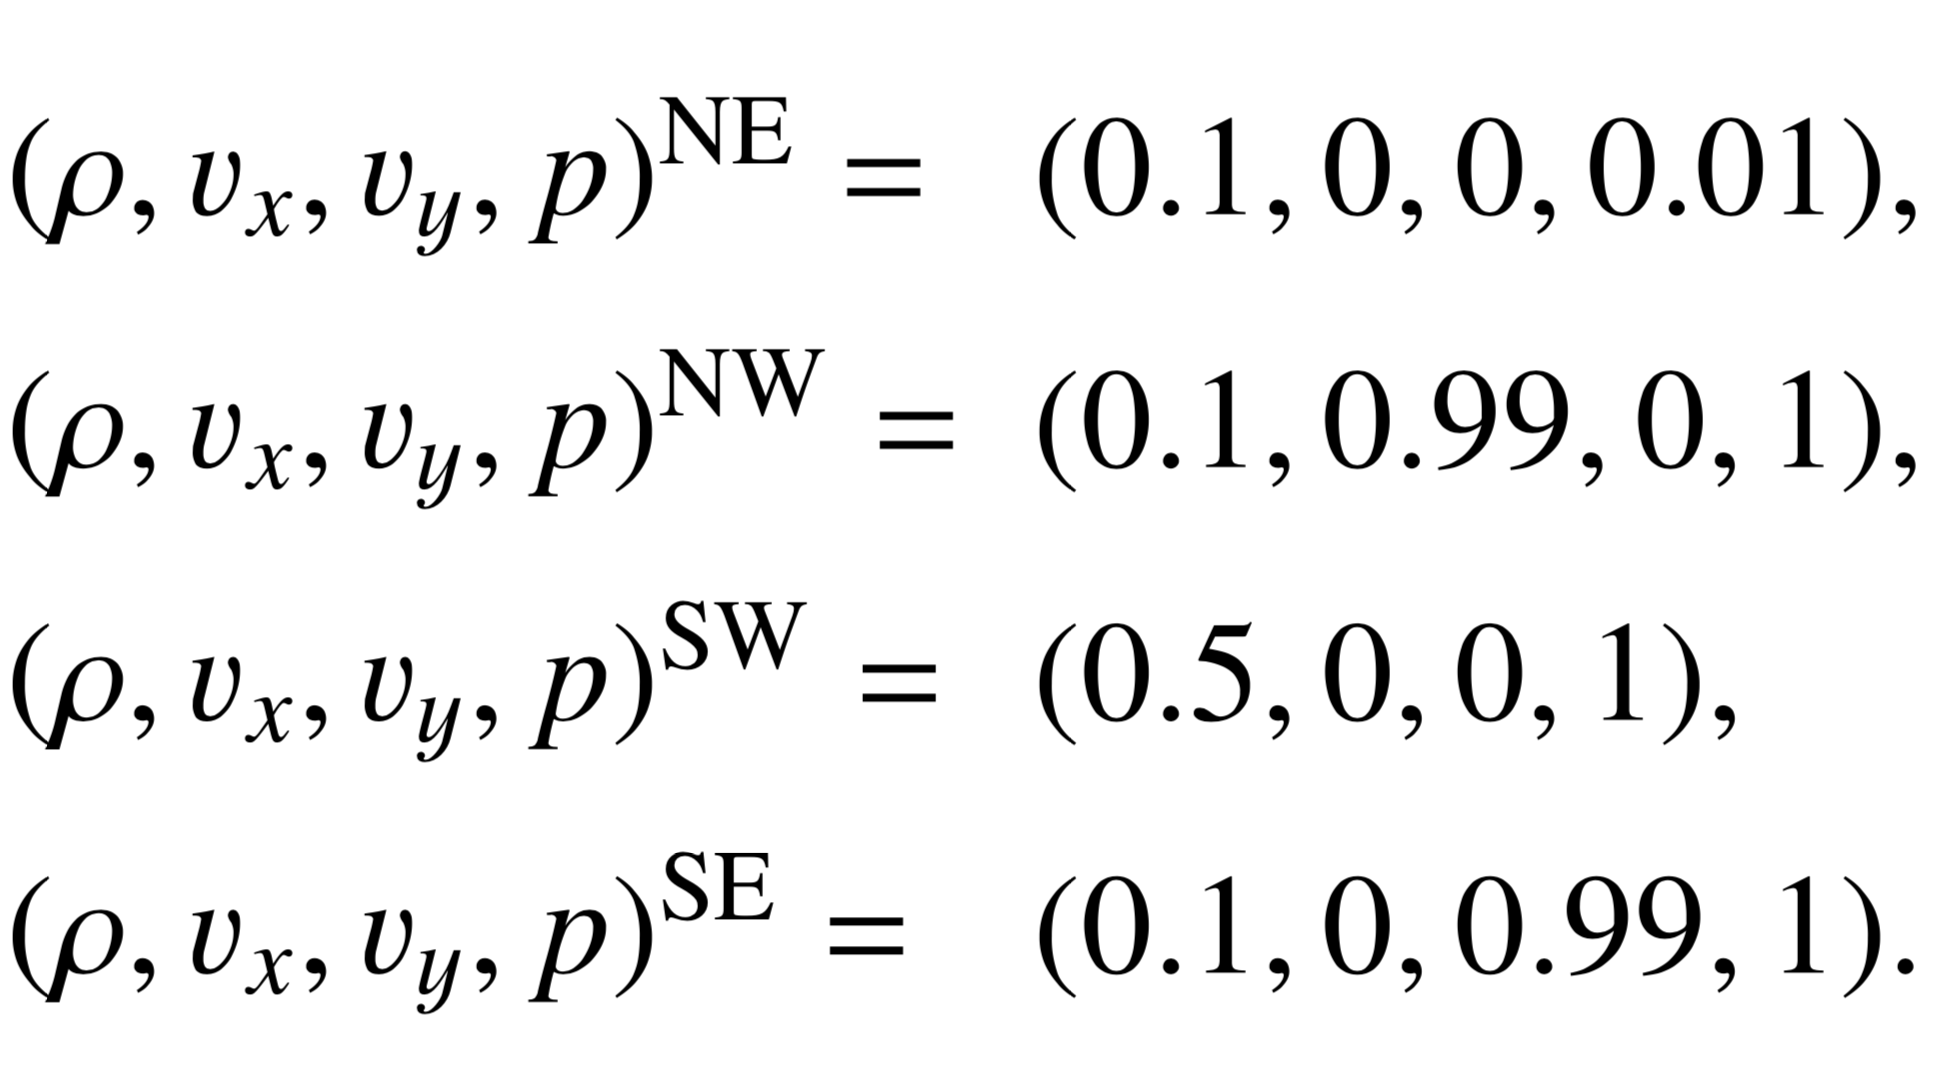 (ρ, v_x, v_y, p)^NE = (0.1, 0, 0, 0.01),
(ρ, v_x, v_y, p)^NW = (0.1, 0.99, 0, 1),
(ρ, v_x, v_y, p)^SW = (0.5, 0, 0, 1),
(ρ, v_x, v_y, p)^SE = (0.1, 0, 0.99, 1).